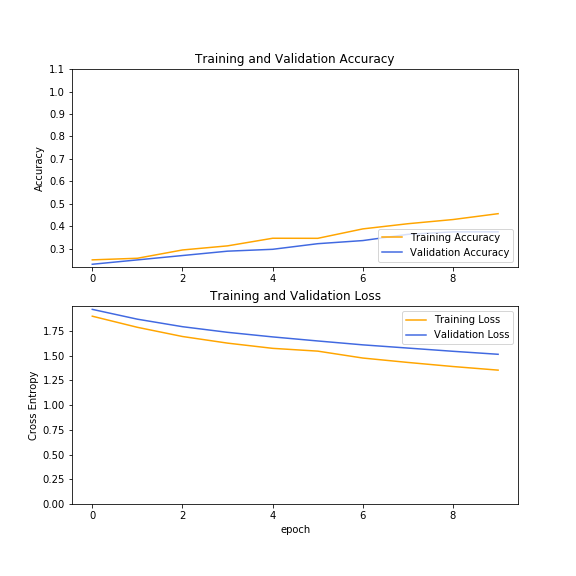 Training and Validation Accuracy
1.1
1.0
0.9
0.8
0.7
0.6
0.5
0.4
0.3
Accuracy
Training Accuracy
Validation Accuracy
0 2 4 6 8
Training and Validation Loss
1.75
1.50
1.25
1.00
0.75
0.50
0.25
0.00
Cross Entropy
Training Loss
Validation Loss
0 2 4 6 8
epoch